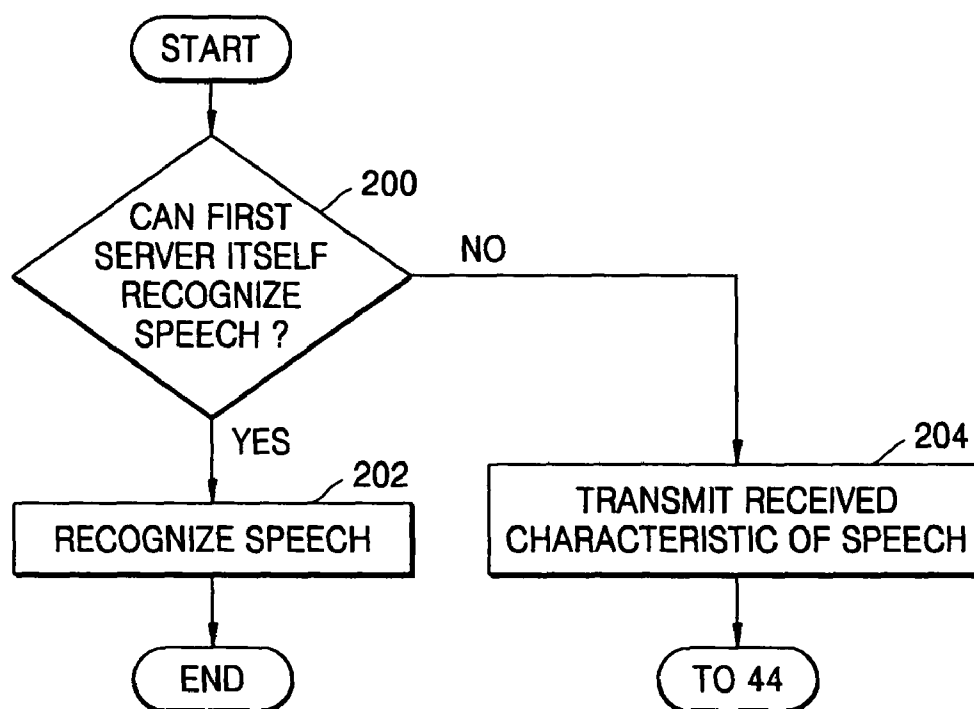 START
200
CAN FIRST
SERVER ITSELF
RECOGNIZE
SPEECH ?
NO
YES
202
RECOGNIZE SPEECH
END
204
TRANSMIT RECEIVED
CHARACTERISTIC OF SPEECH
TO 44